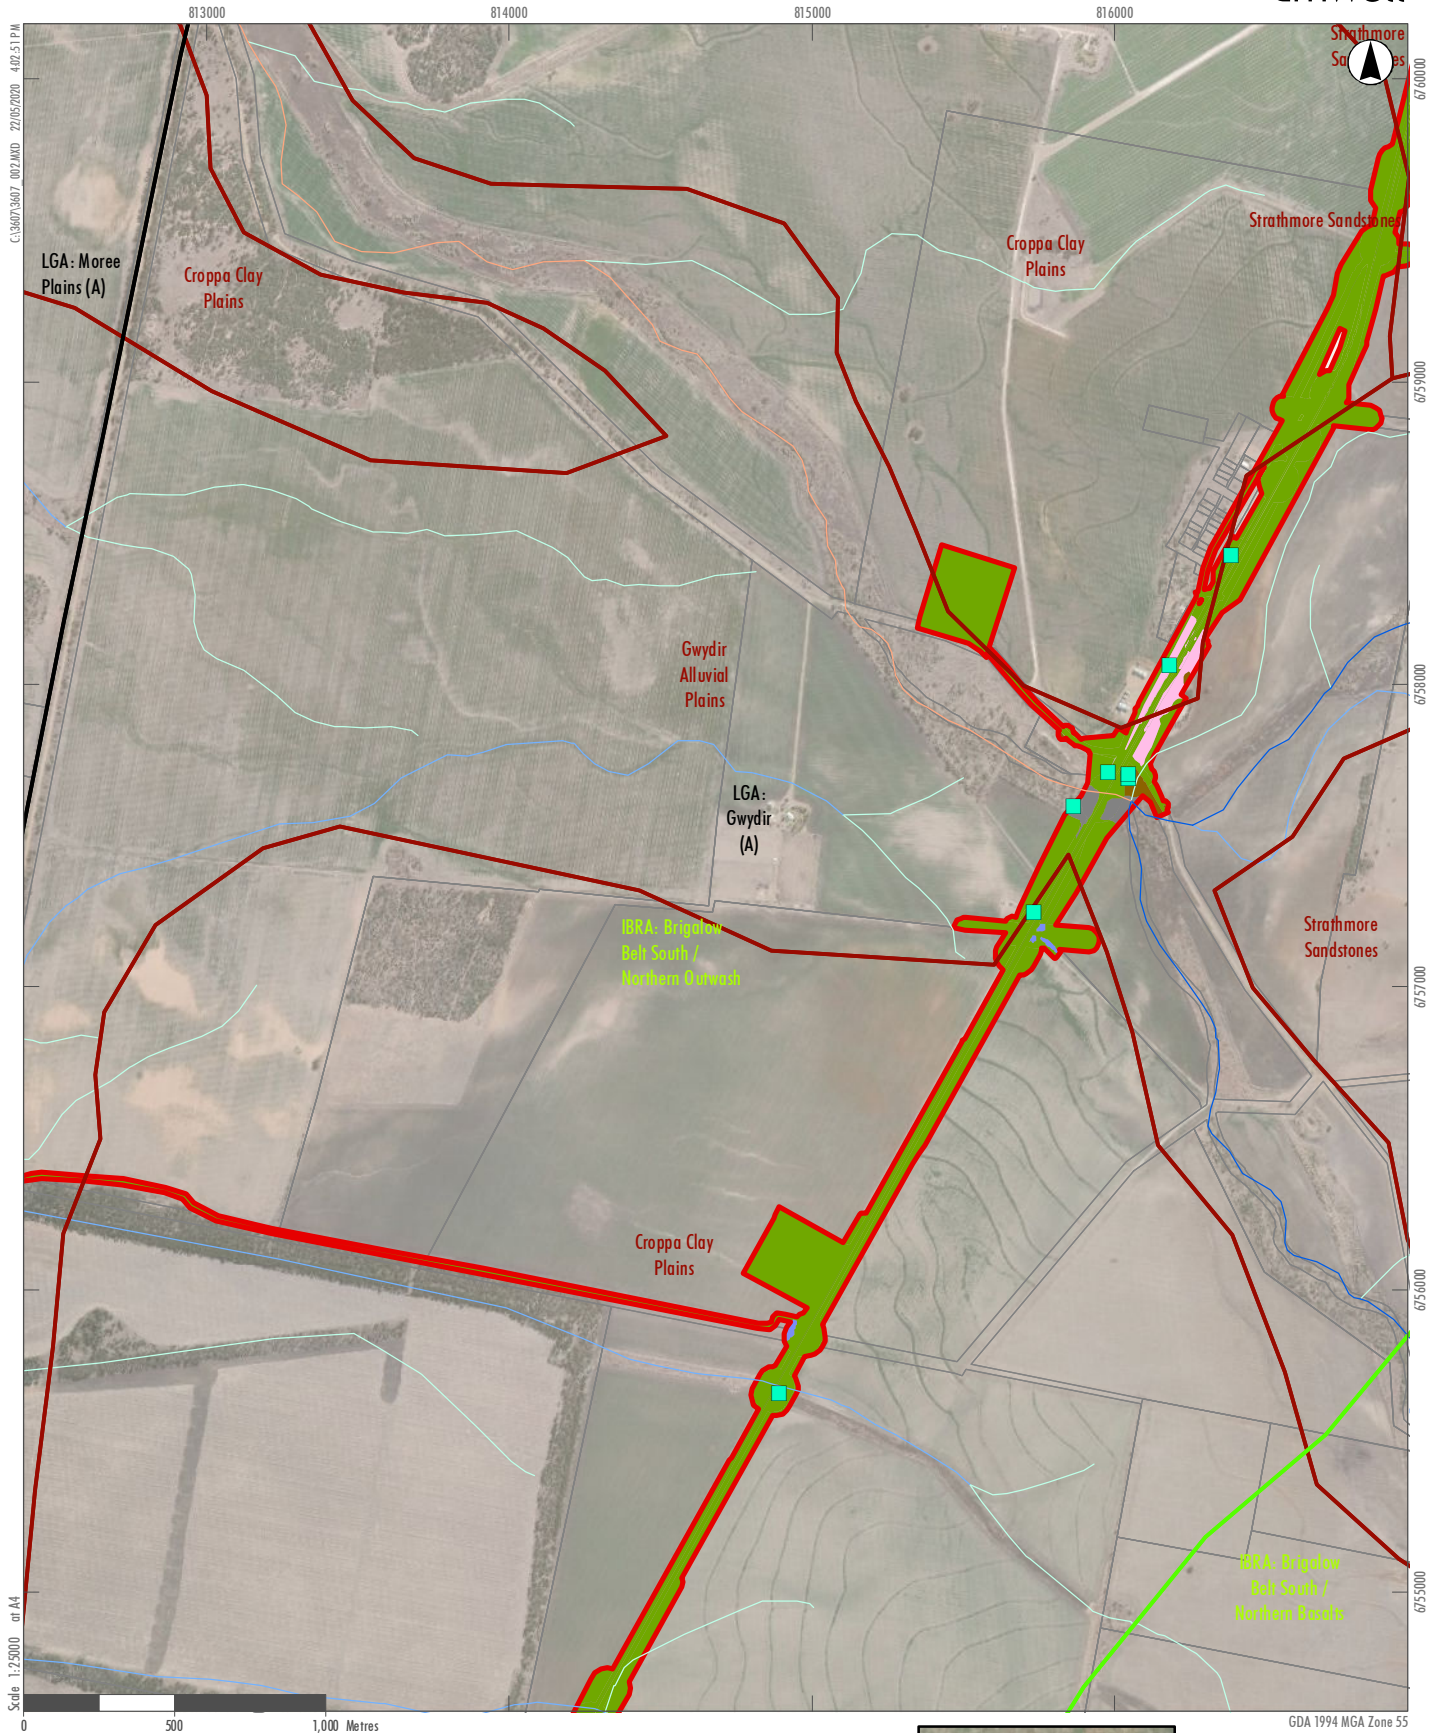 813000
814000
815000
816000
Strathmore
6760000
C:\3607\3607_002.MXD 22/05/2020 4:02:51 PM
Strathmore Sandstones
LGA: Moree
Plains (A)
Croppa Clay
Plains
Croppa Clay
Plains
6759000
Gwydir
Alluvial
Plains
6758000
LGA:
Gwydir
(A)
IBRA: Brigalow
Belt South /
Northern Outwash
Strathmore
Sandstones
6757000
Croppa Clay
Plains
6756000
IBRA: Brigalow
Belt South /
Northern Basalts
6755000
Scale 1:25000 at A4
0
500
1,000 Metres
GDA 1994 MGA Zone 55